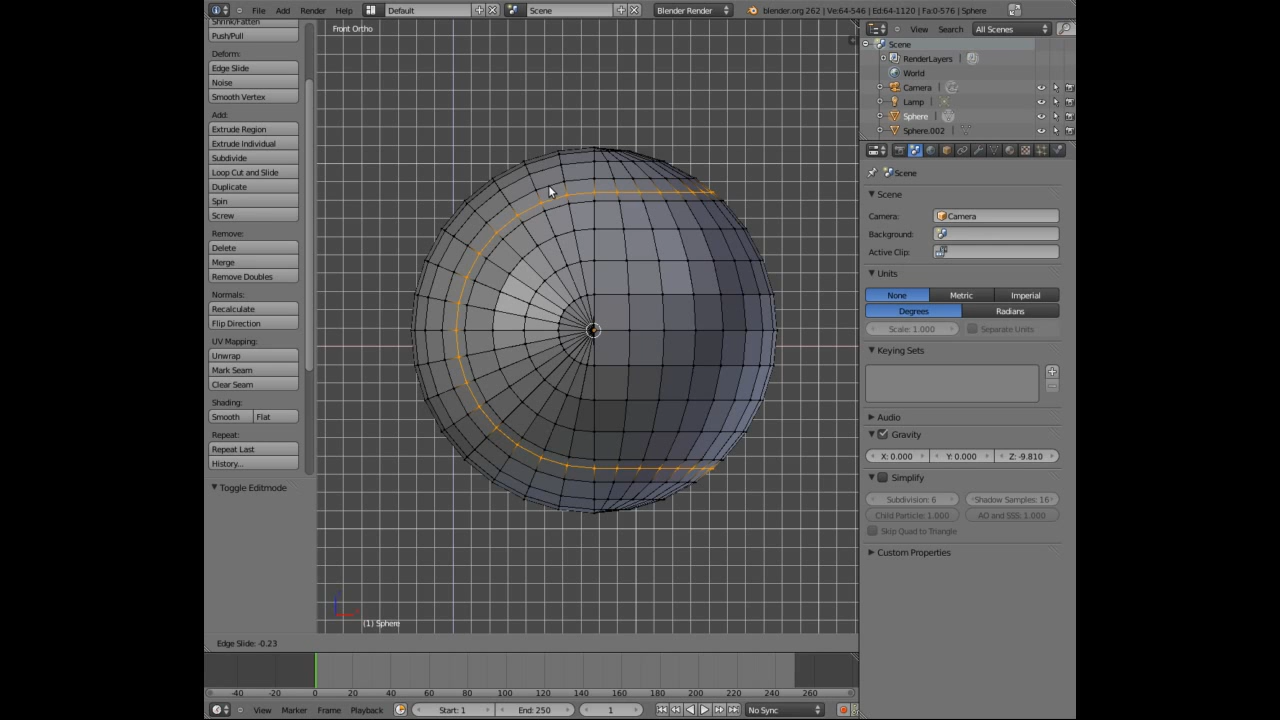 File Add Render Help Default Scene Blender Render blender.org 262 | Ve:64-546 | Ed:64-1120 | Fa:0-576 | Sphere
Shrink/Fatten
Push/Pull
Deform:
Edge Slide
Noise
Smooth Vertex
Add:
Extrude Region
Extrude Individual
Subdivide
Loop Cut and Slide
Duplicate
Spin
Screw
Remove:
Delete
Merge
Remove Doubles
Normals:
Recalculate
Flip Direction
UV Mapping:
Unwrap
Mark Seam
Clear Seam
Shading:
Smooth Flat
Repeat:
Repeat Last
History...
Toggle Editmode
Front Ortho
(1) Sphere
Edge Slide: -0.23
View Search All Scenes
Scene
RenderLayers
World
Camera
Lamp
Sphere
Sphere.002
Scene
Scene
Camera: Camera
Background:
Active Clip:
Units
None Metric Imperial
Degrees Radians
Scale: 1.000 Separate Units
Keying Sets
Audio
Gravity
X: 0.000 Y: 0.000 Z: -9.810
Simplify
Subdivision: 6 Shadow Samples: 16
Child Particle: 1.000 AO and SSS: 1.000
Skip Quad to Triangle
Custom Properties
-40 -20 0 20 40 60 80 100 120 140 160 180 200 220 240 260
View Marker Frame Playback Start: 1 End: 250 1 No Sync